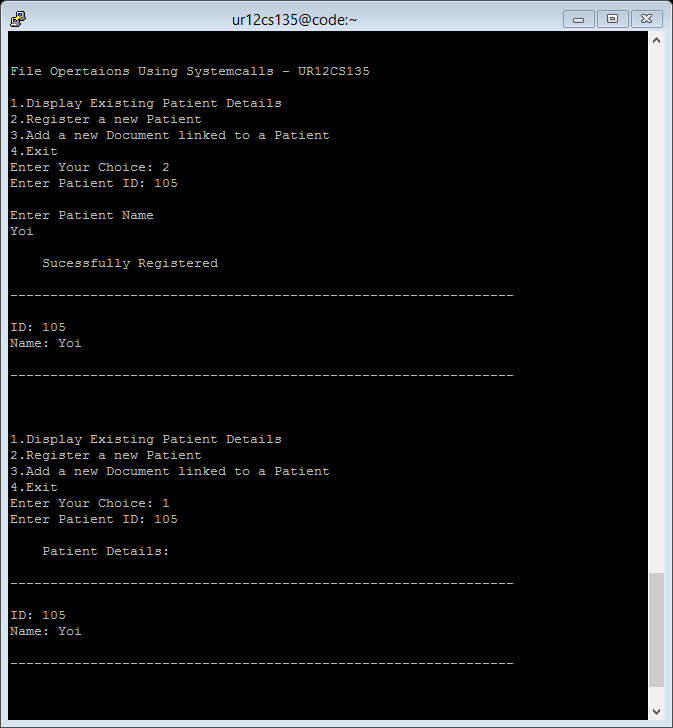 ur12cs135@code:~
File Opertaions Using Systemcalls - UR12CS135
1.Display Existing Patient Details
2.Register a new Patient
3.Add a new Document linked to a Patient
4.Exit
Enter Your Choice: 2
Enter Patient ID: 105
Enter Patient Name
Yoi
Sucessfully Registered
---------------------------------------------------------------
ID: 105
Name: Yoi
---------------------------------------------------------------
1.Display Existing Patient Details
2.Register a new Patient
3.Add a new Document linked to a Patient
4.Exit
Enter Your Choice: 1
Enter Patient ID: 105
Patient Details:
---------------------------------------------------------------
ID: 105
Name: Yoi
---------------------------------------------------------------